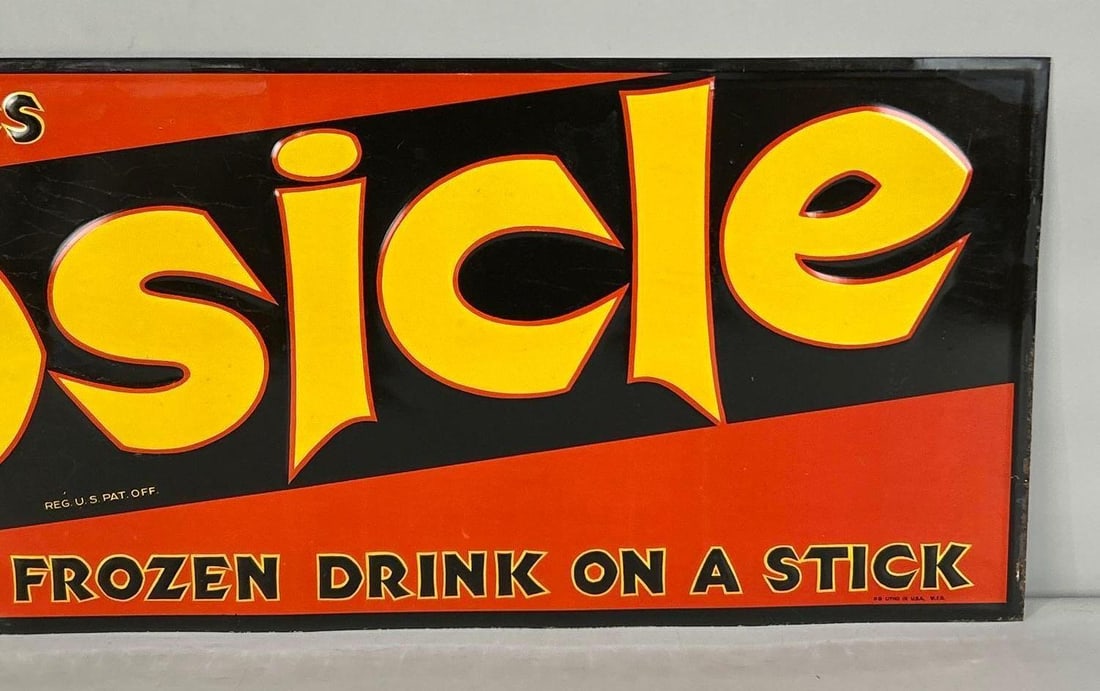 s
sicle
REG. U.S. PAT. OFF.
FROZEN DRINK ON A STICK